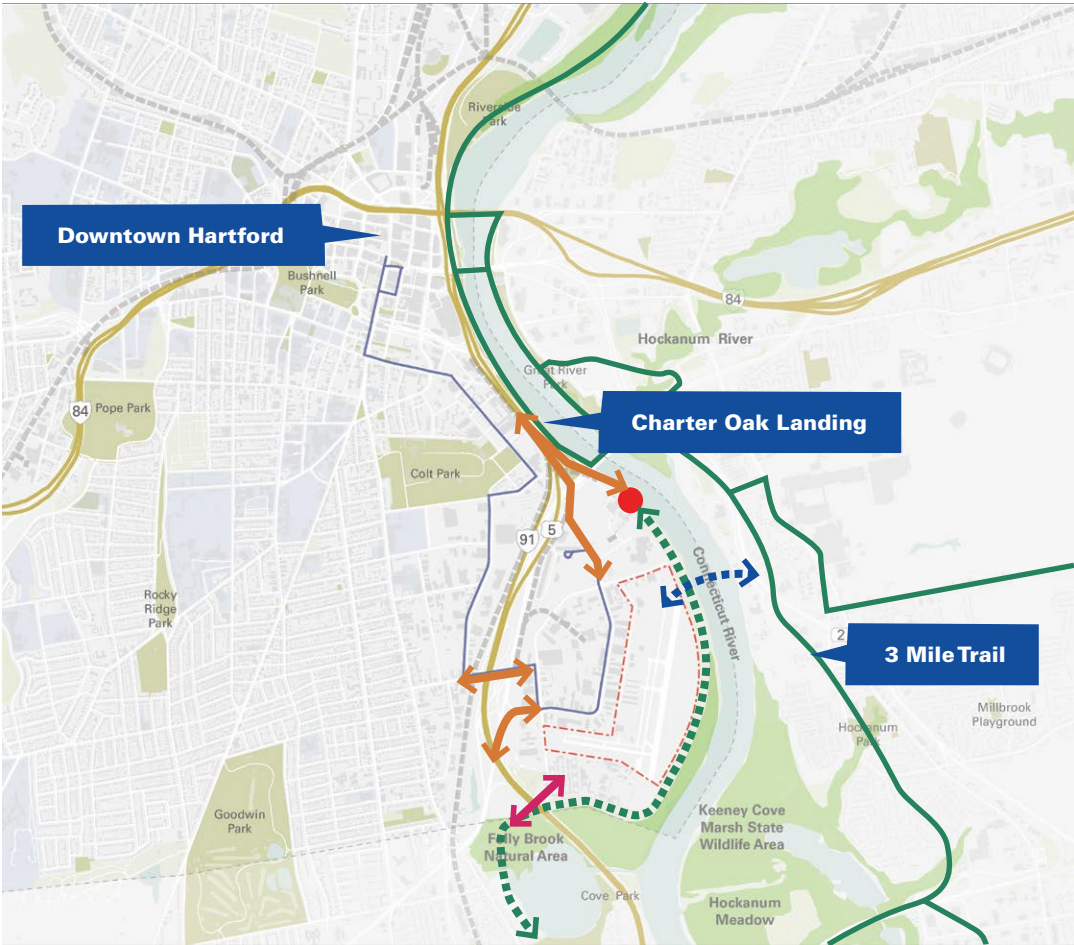 Riverside
Park
Downtown Hartford
Bushnell
Park
84
Hockanum River
Great River
Park
84
Pope Park
Charter Oak Landing
Colt Park
91
5
Connecticut River
Rocky
Ridge
Park
2
3 Mile Trail
Millbrook
Playground
Hockanum
Park
Goodwin
Park
Keeney Cove
Marsh State
Wildlife Area
Folly Brook
Natural Area
Cove Park
Hockanum
Meadow